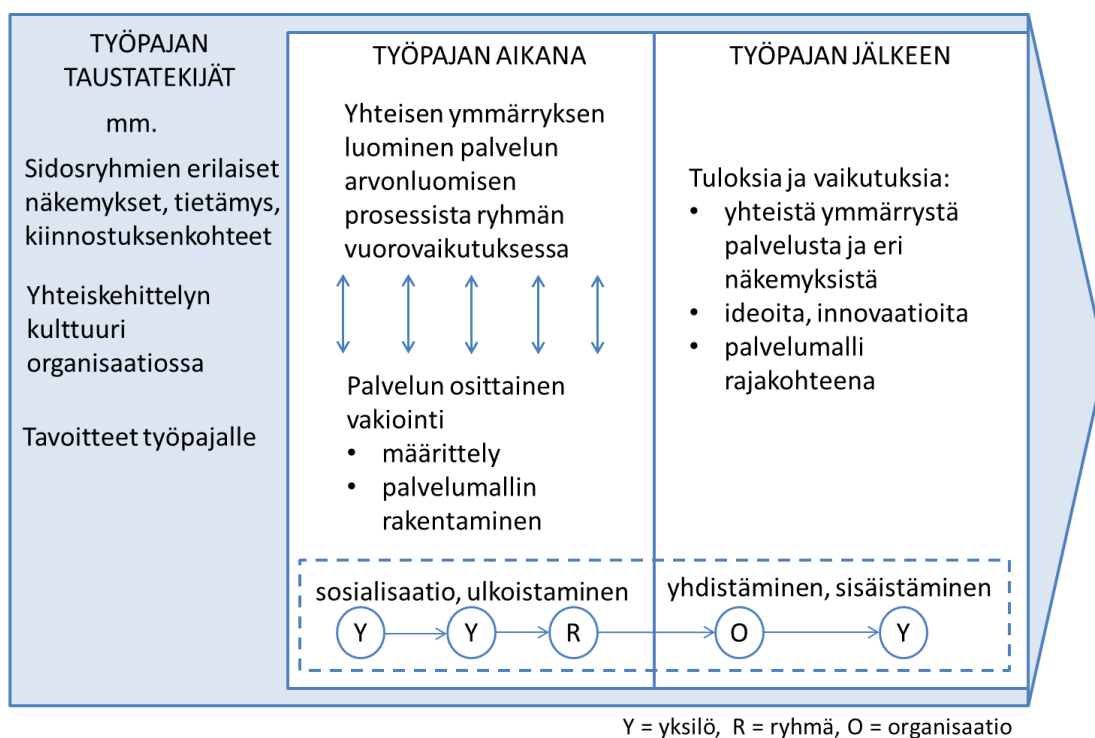 TYÖPAJAN
TAUSTATEKIJÄT
mm.
Sidosryhmien erilaiset
näkemykset, tietämys,
kiinnostuksenkohteet
Yhteiskehittelyn
kulttuuri
organisaatiossa
Tavoitteet työpajalle
TYÖPAJAN AIKANA
Yhteisen ymmärryksen
luominen palvelun
arvonluomisen
prosessista ryhmän
vuorovaikutuksessa
Palvelun osittainen
vakiointi
• määrittely
• palvelumallin
rakentaminen
TYÖPAJAN JÄLKEEN
Tuloksia ja vaikutuksia:
• yhteistä ymmärrystä
palvelusta ja eri
näkemyksistä
• ideoita, innovaatioita
• palvelumalli
rajakohteena
sosialisaatio, ulkoistaminen
yhdistäminen, sisäistäminen
Y Y R O Y
Y = yksilö, R = ryhmä, O = organisaatio